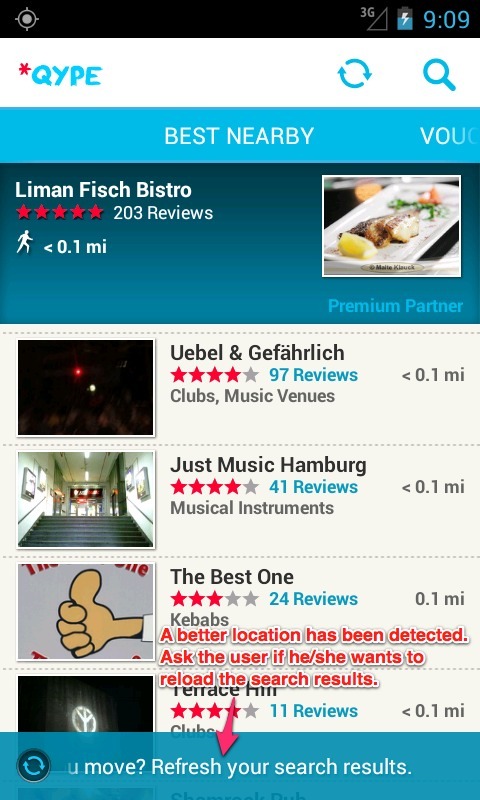 3G 9:09
*QYPE
BEST NEARBY VOUC
Liman Fisch Bistro
203 Reviews
< 0.1 mi
© Malte Klauck
Premium Partner
Uebel & Gefährlich
97 Reviews < 0.1 mi
Clubs, Music Venues
Just Music Hamburg
41 Reviews < 0.1 mi
Musical Instruments
The Best One
24 Reviews 0.1 mi
Kebabs
A better location has been detected.
Ask the user if he/she wants to
reload the search results.
Terrace Hill
11 Reviews < 0.1 mi
Clubs
u move? Refresh your search results.
Shamrock Pub